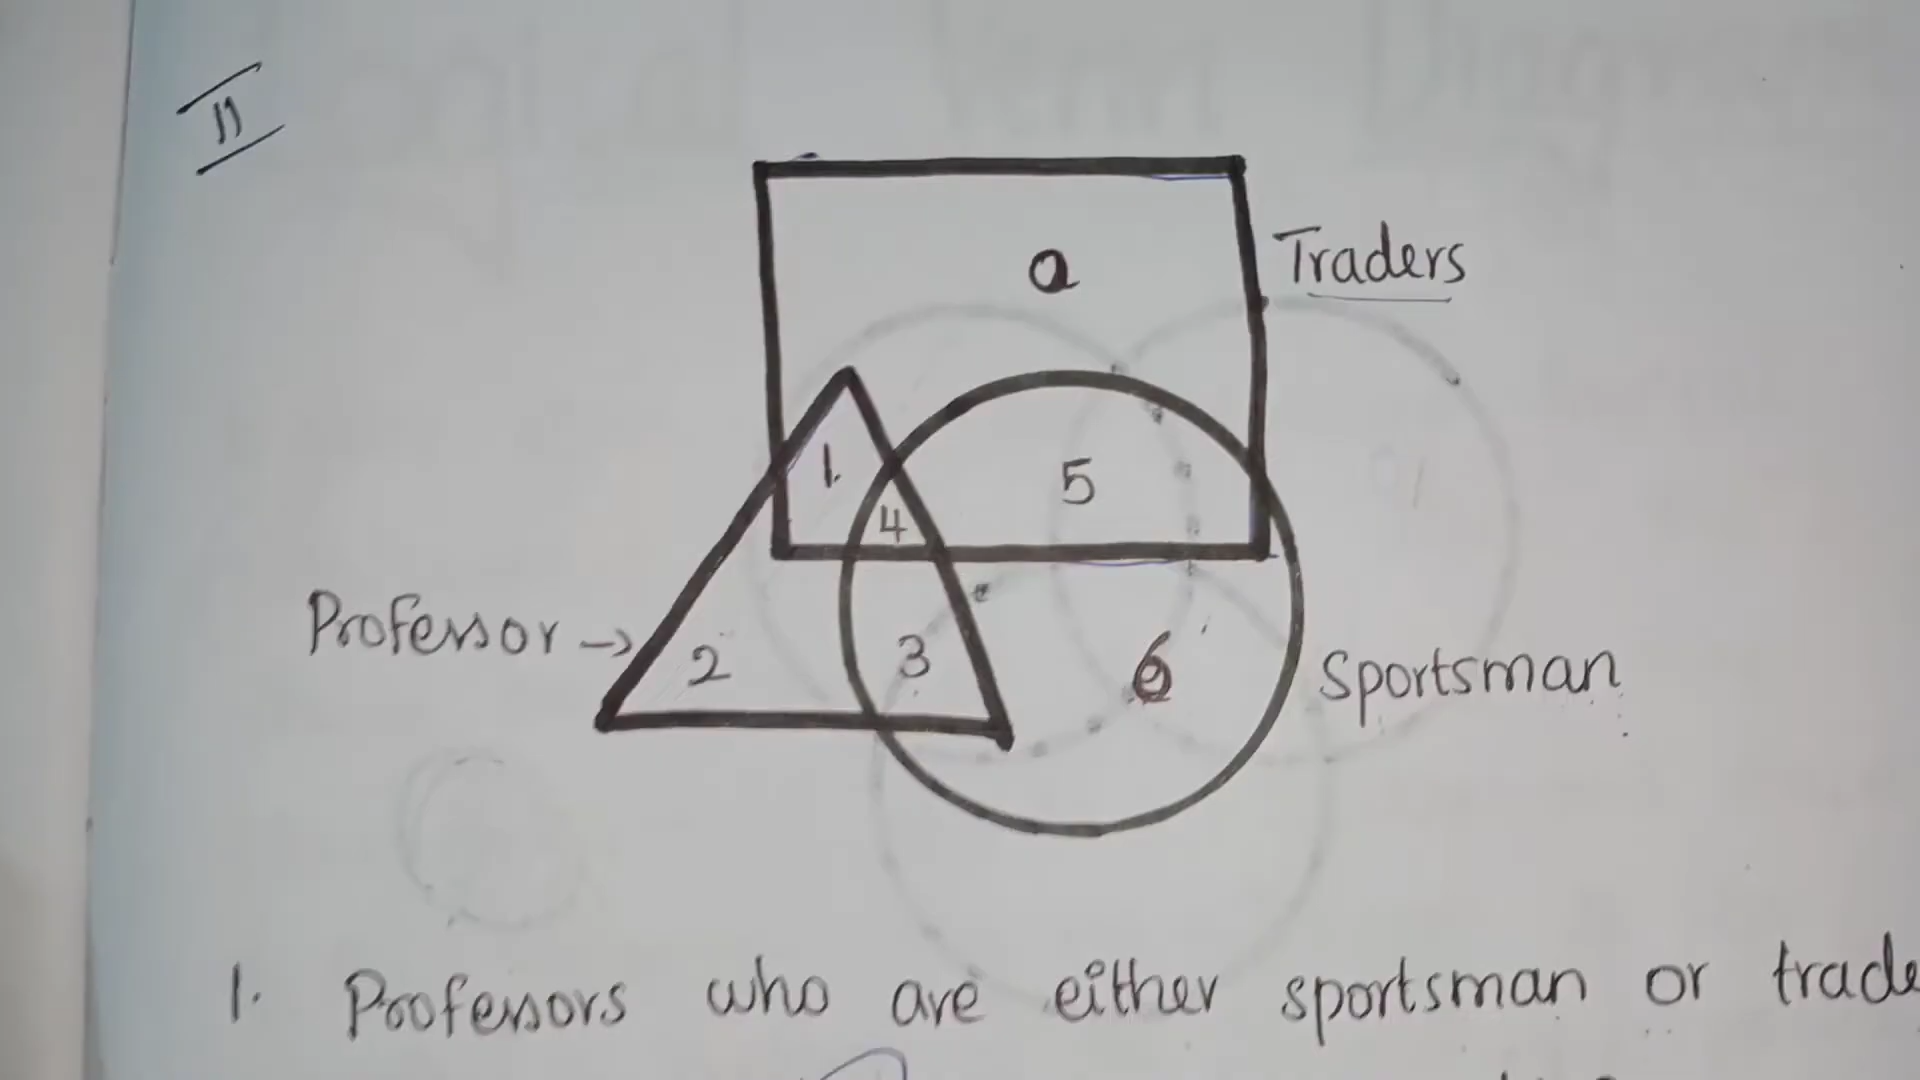 II
a
Traders
1.
5
4
Professor →
2
3
6
Sportsman
1. Professors who are either sportsman or trade